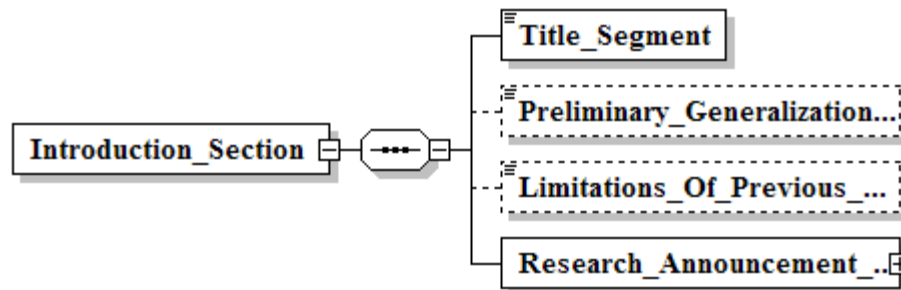 Title_Segment
Preliminary_Generalization...
Introduction_Section
Limitations_Of_Previous_...
Research_Announcement_...